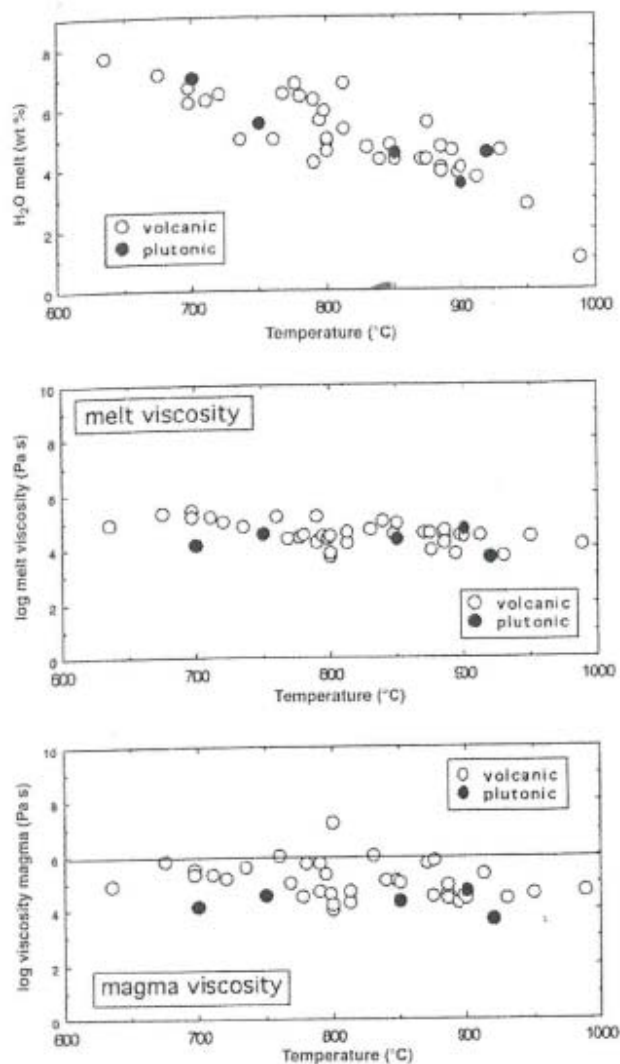 8
6
4
2
0
H₂O melt (wt %)
volcanic
plutonic
600 700 800 900 1000
Temperature (°C)
10
8
6
4
2
0
log melt viscosity (Pa s)
melt viscosity
volcanic
plutonic
600 700 800 900 1000
Temperature (°C)
10
8
6
4
2
0
log viscosity magma (Pa s)
volcanic
plutonic
magma viscosity
600 700 800 900 1000
Temperature (°C)